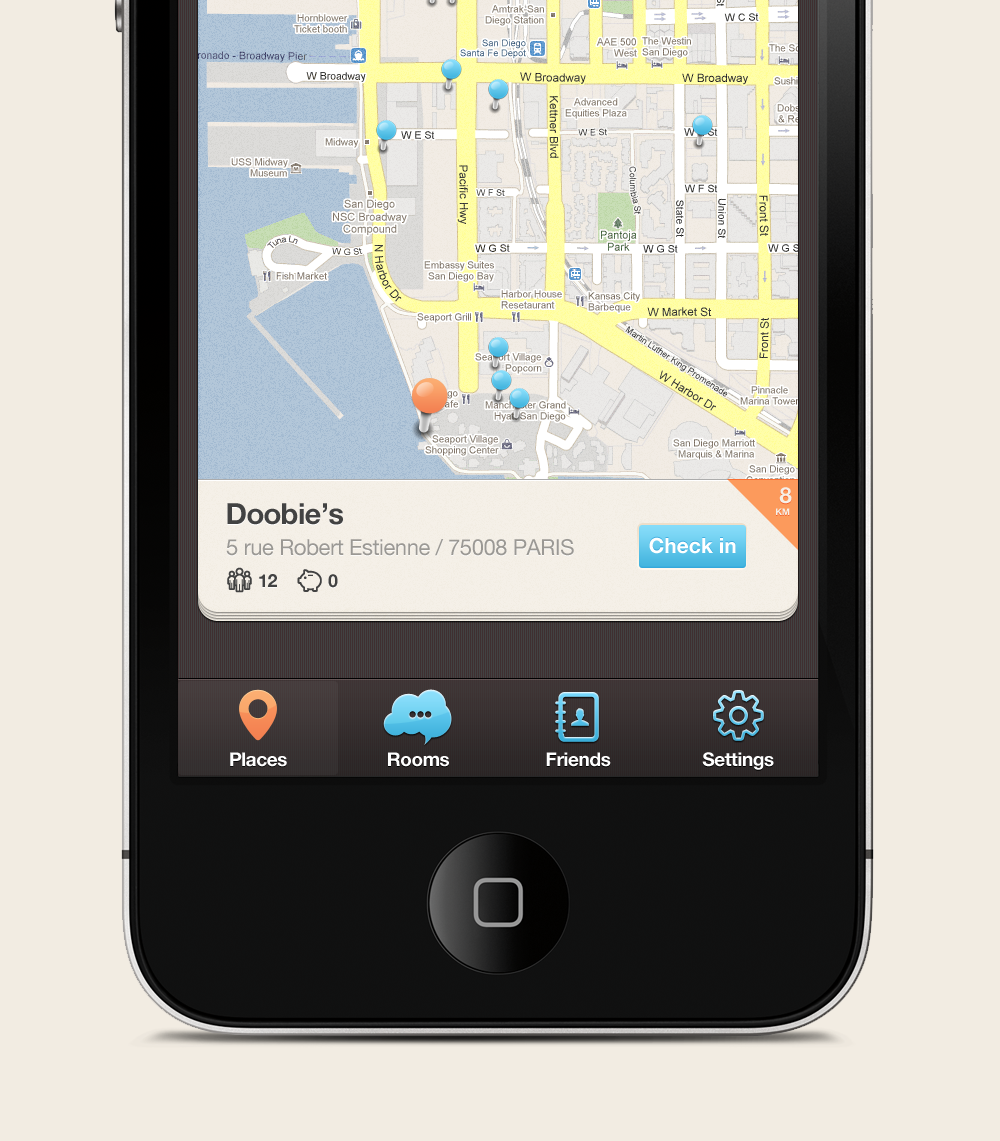 Hornblower
Ticket booth
Amtrak San
Diego Station
W C St
San Diego
Santa Fe Depot
AAE 500
West
The Westin
San Diego
The Sc
ronado - Broadway Pier
W Broadway
W Broadway
W Broadway
Sushi
Kettner Blvd
Advanced
Equities Plaza
Dobs
& Re
W E St
W E St
W
St
Midway
USS Midway
Museum
Pacific Hwy
Columbia St
W F St
W F St
State St
Union St
Front St
San Diego
NSC Broadway
Compound
Pantoja
Park
Tuna Ln
W G St
W G St
W G St
W G S
Fish Market
N Harbor Dr
Embassy Suites
San Diego Bay
Harbor House
Resetaurant
Kansas City
Barbeque
W Market St
Seaport Grill
Front St
Martin Luther King Promenade
Seaport Village
Popcorn
W Harbor Dr
Pinnacle
Marina Tower
go
afe
Manchester Grand
Hyatt San Diego
Seaport Village
Shopping Center
San Diego Marriott
Marquis & Marina
San Diego
8
KM
Doobie's
5 rue Robert Estienne / 75008 PARIS
Check in
12 0
Places Rooms Friends Settings